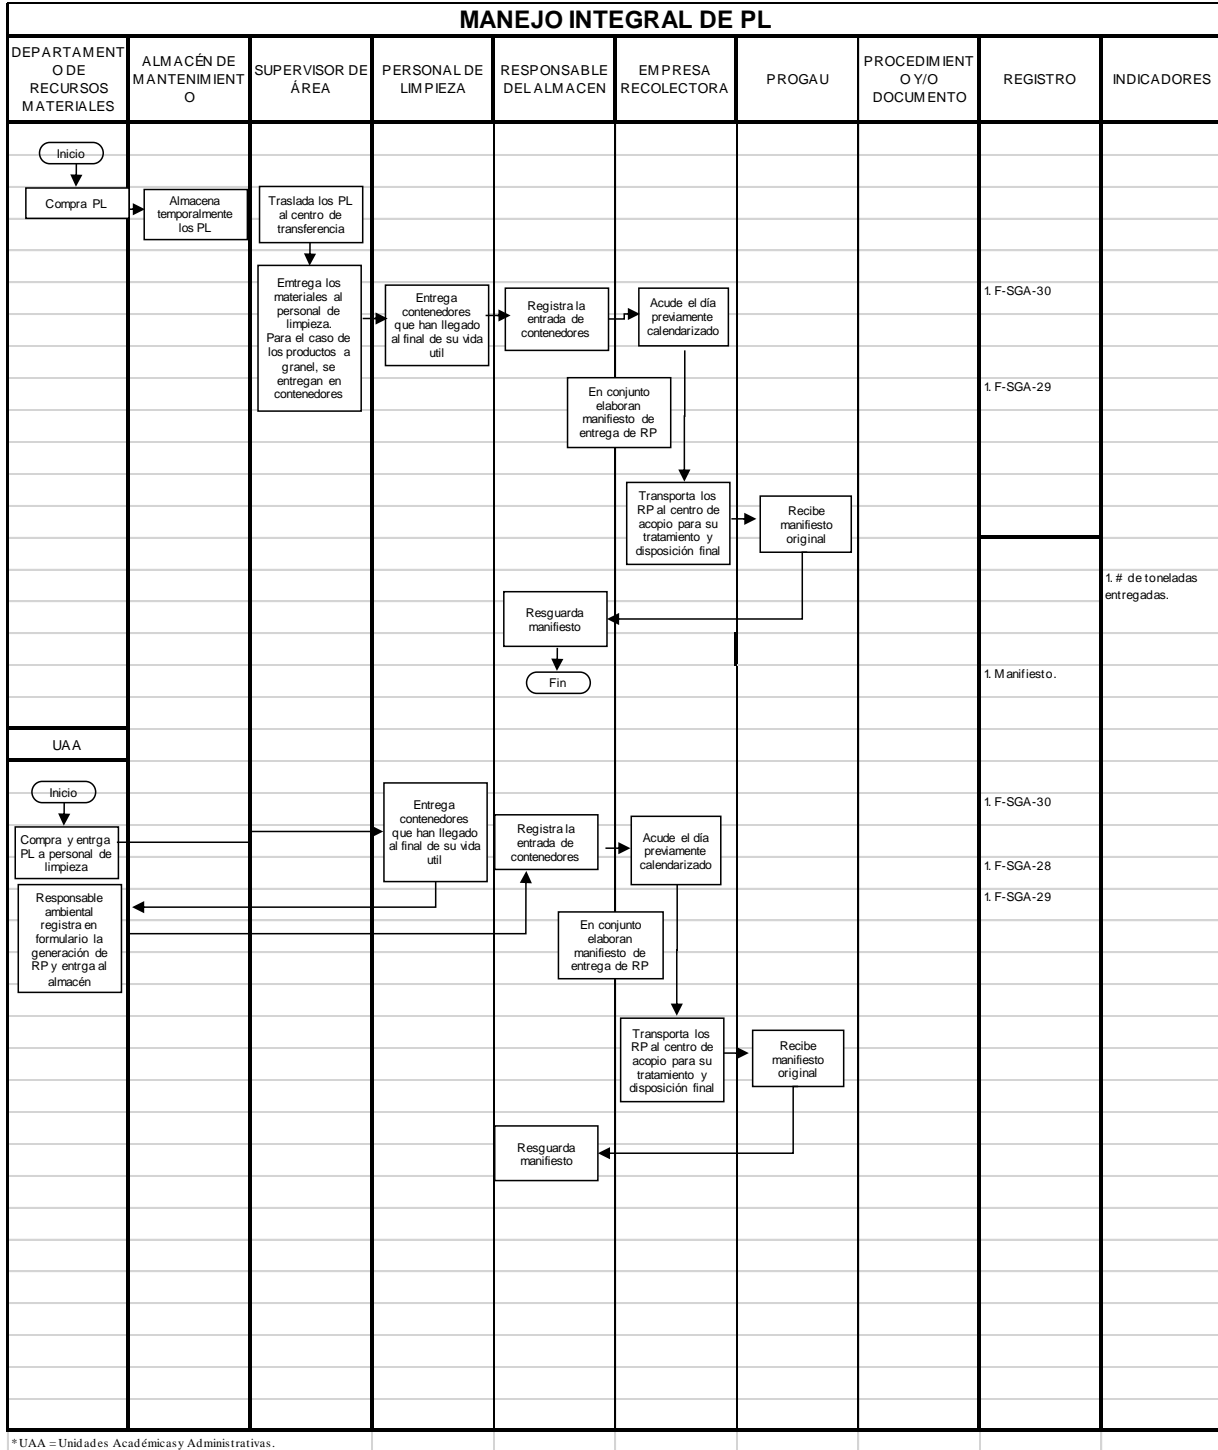 MANEJO INTEGRAL DE PL
DEPARTAMENT
O DE
RECURSOS
MATERIALES
ALMACÉN DE
MANTENIMIENT
O
SUPERVISOR DE
ÁREA
PERSONAL DE
LIMPIEZA
RESPONSABLE
DEL ALMACEN
EMPRESA
RECOLECTORA
PROGAU
PROCEDIMIENT
O Y/O
DOCUMENTO
REGISTRO
INDICADORES
Inicio
Compra PL
Almacena
temporalmente
los PL
Traslada los PL
al centro de
transferencia
Emtrega los
materiales al
personal de
limpieza.
Para el caso de
los productos a
granel, se
entregan en
contenedores
Entrega
contenedores
que han llegado
al final de su vida
util
Registra la
entrada de
contenedores
Acude el día
previamente
calendarizado
1. F-SGA-30
En conjunto
elaboran
manifiesto de
entrega de RP
1. F-SGA-29
Transporta los
RP al centro de
acopio para su
tratamiento y
disposición final
Recibe
manifiesto
original
1. # de toneladas
entregadas.
Resguarda
manifiesto
Fin
1. Manifiesto.
UAA
Inicio
Compra y entrga
PL a personal de
limpieza
Entrega
contenedores
que han llegado
al final de su vida
util
Registra la
entrada de
contenedores
Acude el día
previamente
calendarizado
1. F-SGA-30
1. F-SGA-28
1. F-SGA-29
Responsable
ambiental
registra en
formulario la
generación de
RP y entrga al
almacén
En conjunto
elaboran
manifiesto de
entrega de RP
Transporta los
RP al centro de
acopio para su
tratamiento y
disposición final
Recibe
manifiesto
original
Resguarda
manifiesto
*UAA = Unidades Académicas y Administrativas.